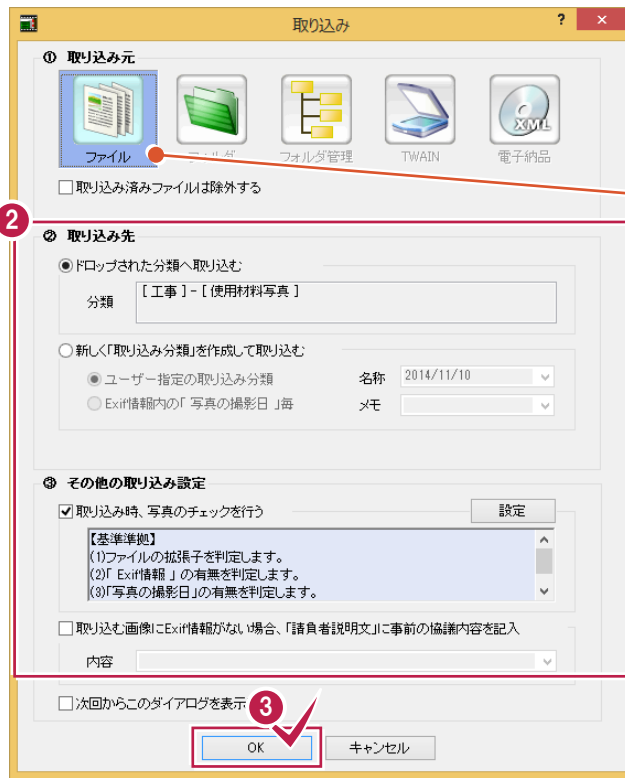 取り込み
? ×
① 取り込み元
ファイル
フォルダ管理
TWAIN
XML
電子納品
取り込み済みファイルは除外する
2
② 取り込み先
ドロップされた分類へ取り込む
分類
[ 工事 ] - [ 使用材料写真 ]
新しく「取り込み分類」を作成して取り込む
ユーザー指定の取り込み分類
名称
2014/11/10
Exif情報内の「 写真の撮影日 」毎
メモ
③ その他の取り込み設定
取り込み時、写真のチェックを行う
設定
【基準準拠】
(1)ファイルの拡張子を判定します。
(2)「 Exif情報 」の有無を判定します。
(3)「写真の撮影日」の有無を判定します。
取り込む画像にExif情報がない場合、「請負者説明文」に事前の協議内容を記入
内容
次回からこのダイアログを表示
3
OK
キャンセル